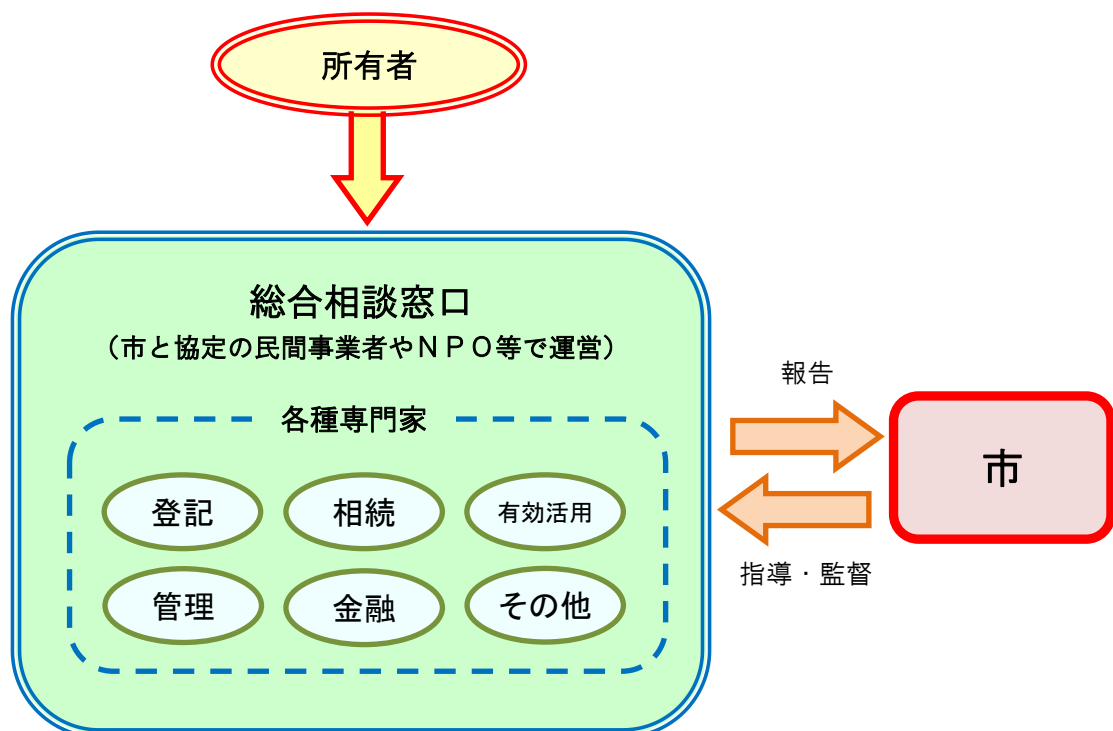 所有者
総合相談窓口
（市と協定の民間事業者やＮＰＯ等で運営）
各種専門家
登記
相続
有効活用
管理
金融
その他
報告
市
指導・監督